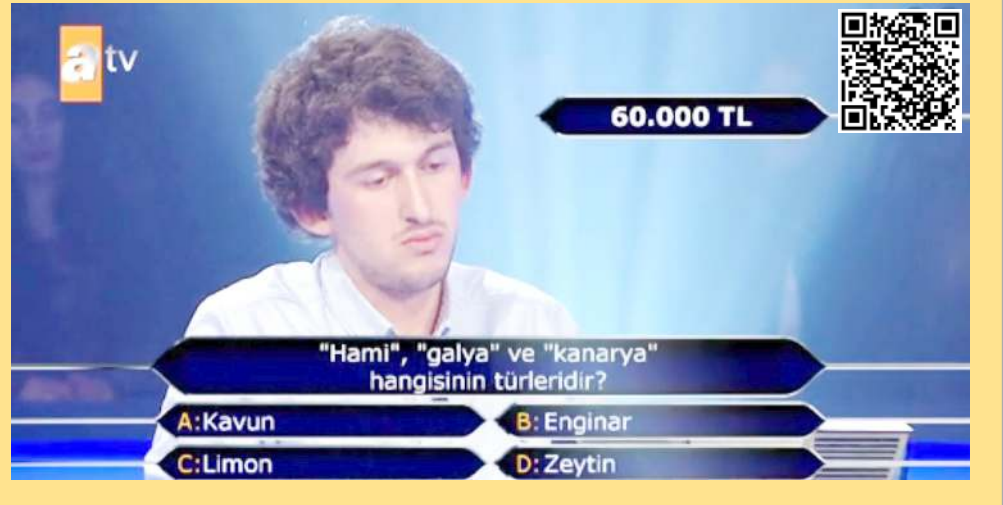 atv
60.000 TL
"Hami", "galya" ve "kanarya"
hangisinin türleridir?
A:Kavun
B:Enginar
C:Limon
D:Zeytin